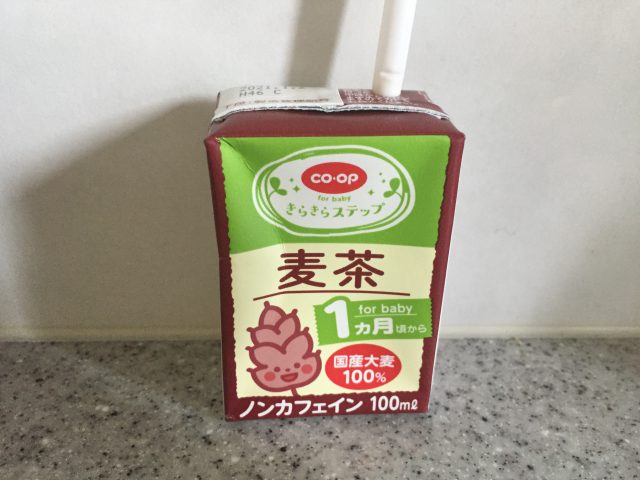 H46 C
CO·OP
for baby
きらきらステップ
麦茶
for baby
1ヵ月頃から
国産大麦
100%
ノンカフェイン 100mℓ